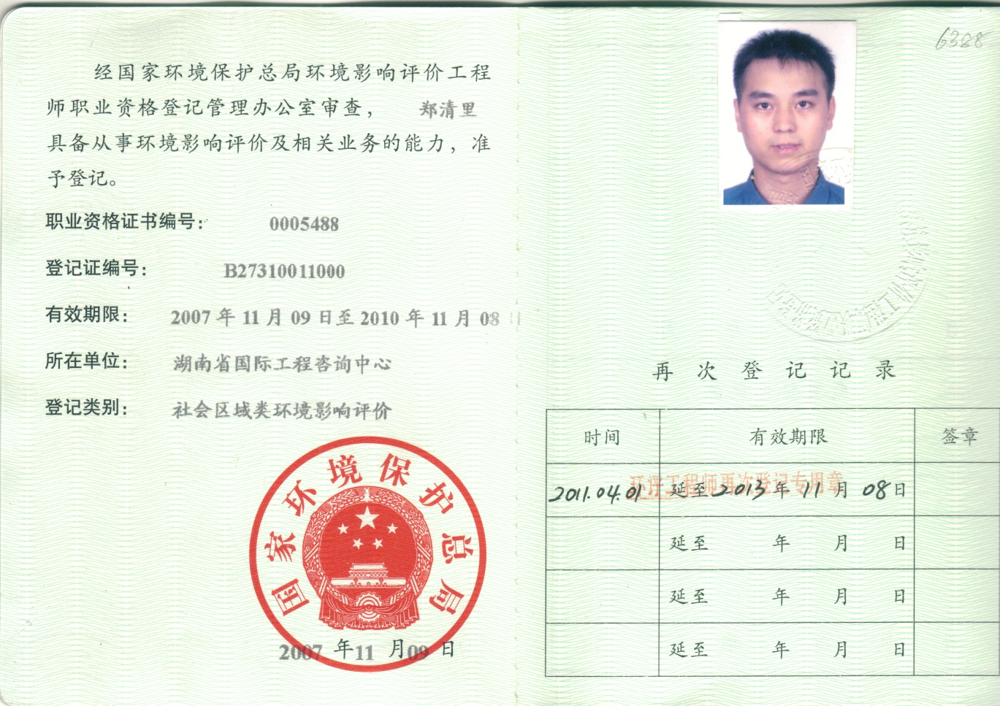 经国家环境保护总局环境影响评价工程
师职业资格登记管理办公室审查， 郑清里
具备从事环境影响评价及相关业务的能力，准
予登记。
职业资格证书编号： 0005488
登记证编号： B27310011000
有效期限： 2007 年 11 月 09 日至 2010 年 11 月 08 日
所在单位： 湖南省国际工程咨询中心
登记类别： 社会区域类环境影响评价
国家环境保护总局
2007 年 11 月 09 日
6388
再次登记记录
时间 有效期限 签章
环评工程师再次登记专用章
2011.04.01 延至 2013 年 11 月 08 日
延至 年 月 日
延至 年 月 日
延至 年 月 日